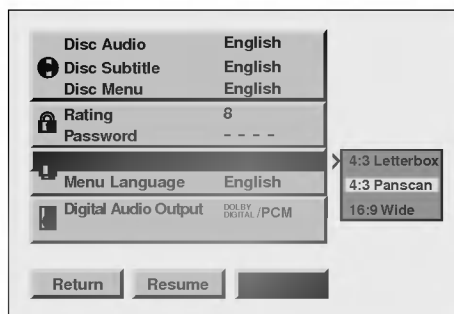 Disc Audio English
Disc Subtitle English
Disc Menu English
Rating 8
Password - - - -
Menu Language English
Digital Audio Output DOLBY DIGITAL /PCM
4:3 Letterbox
4:3 Panscan
16:9 Wide
Return Resume